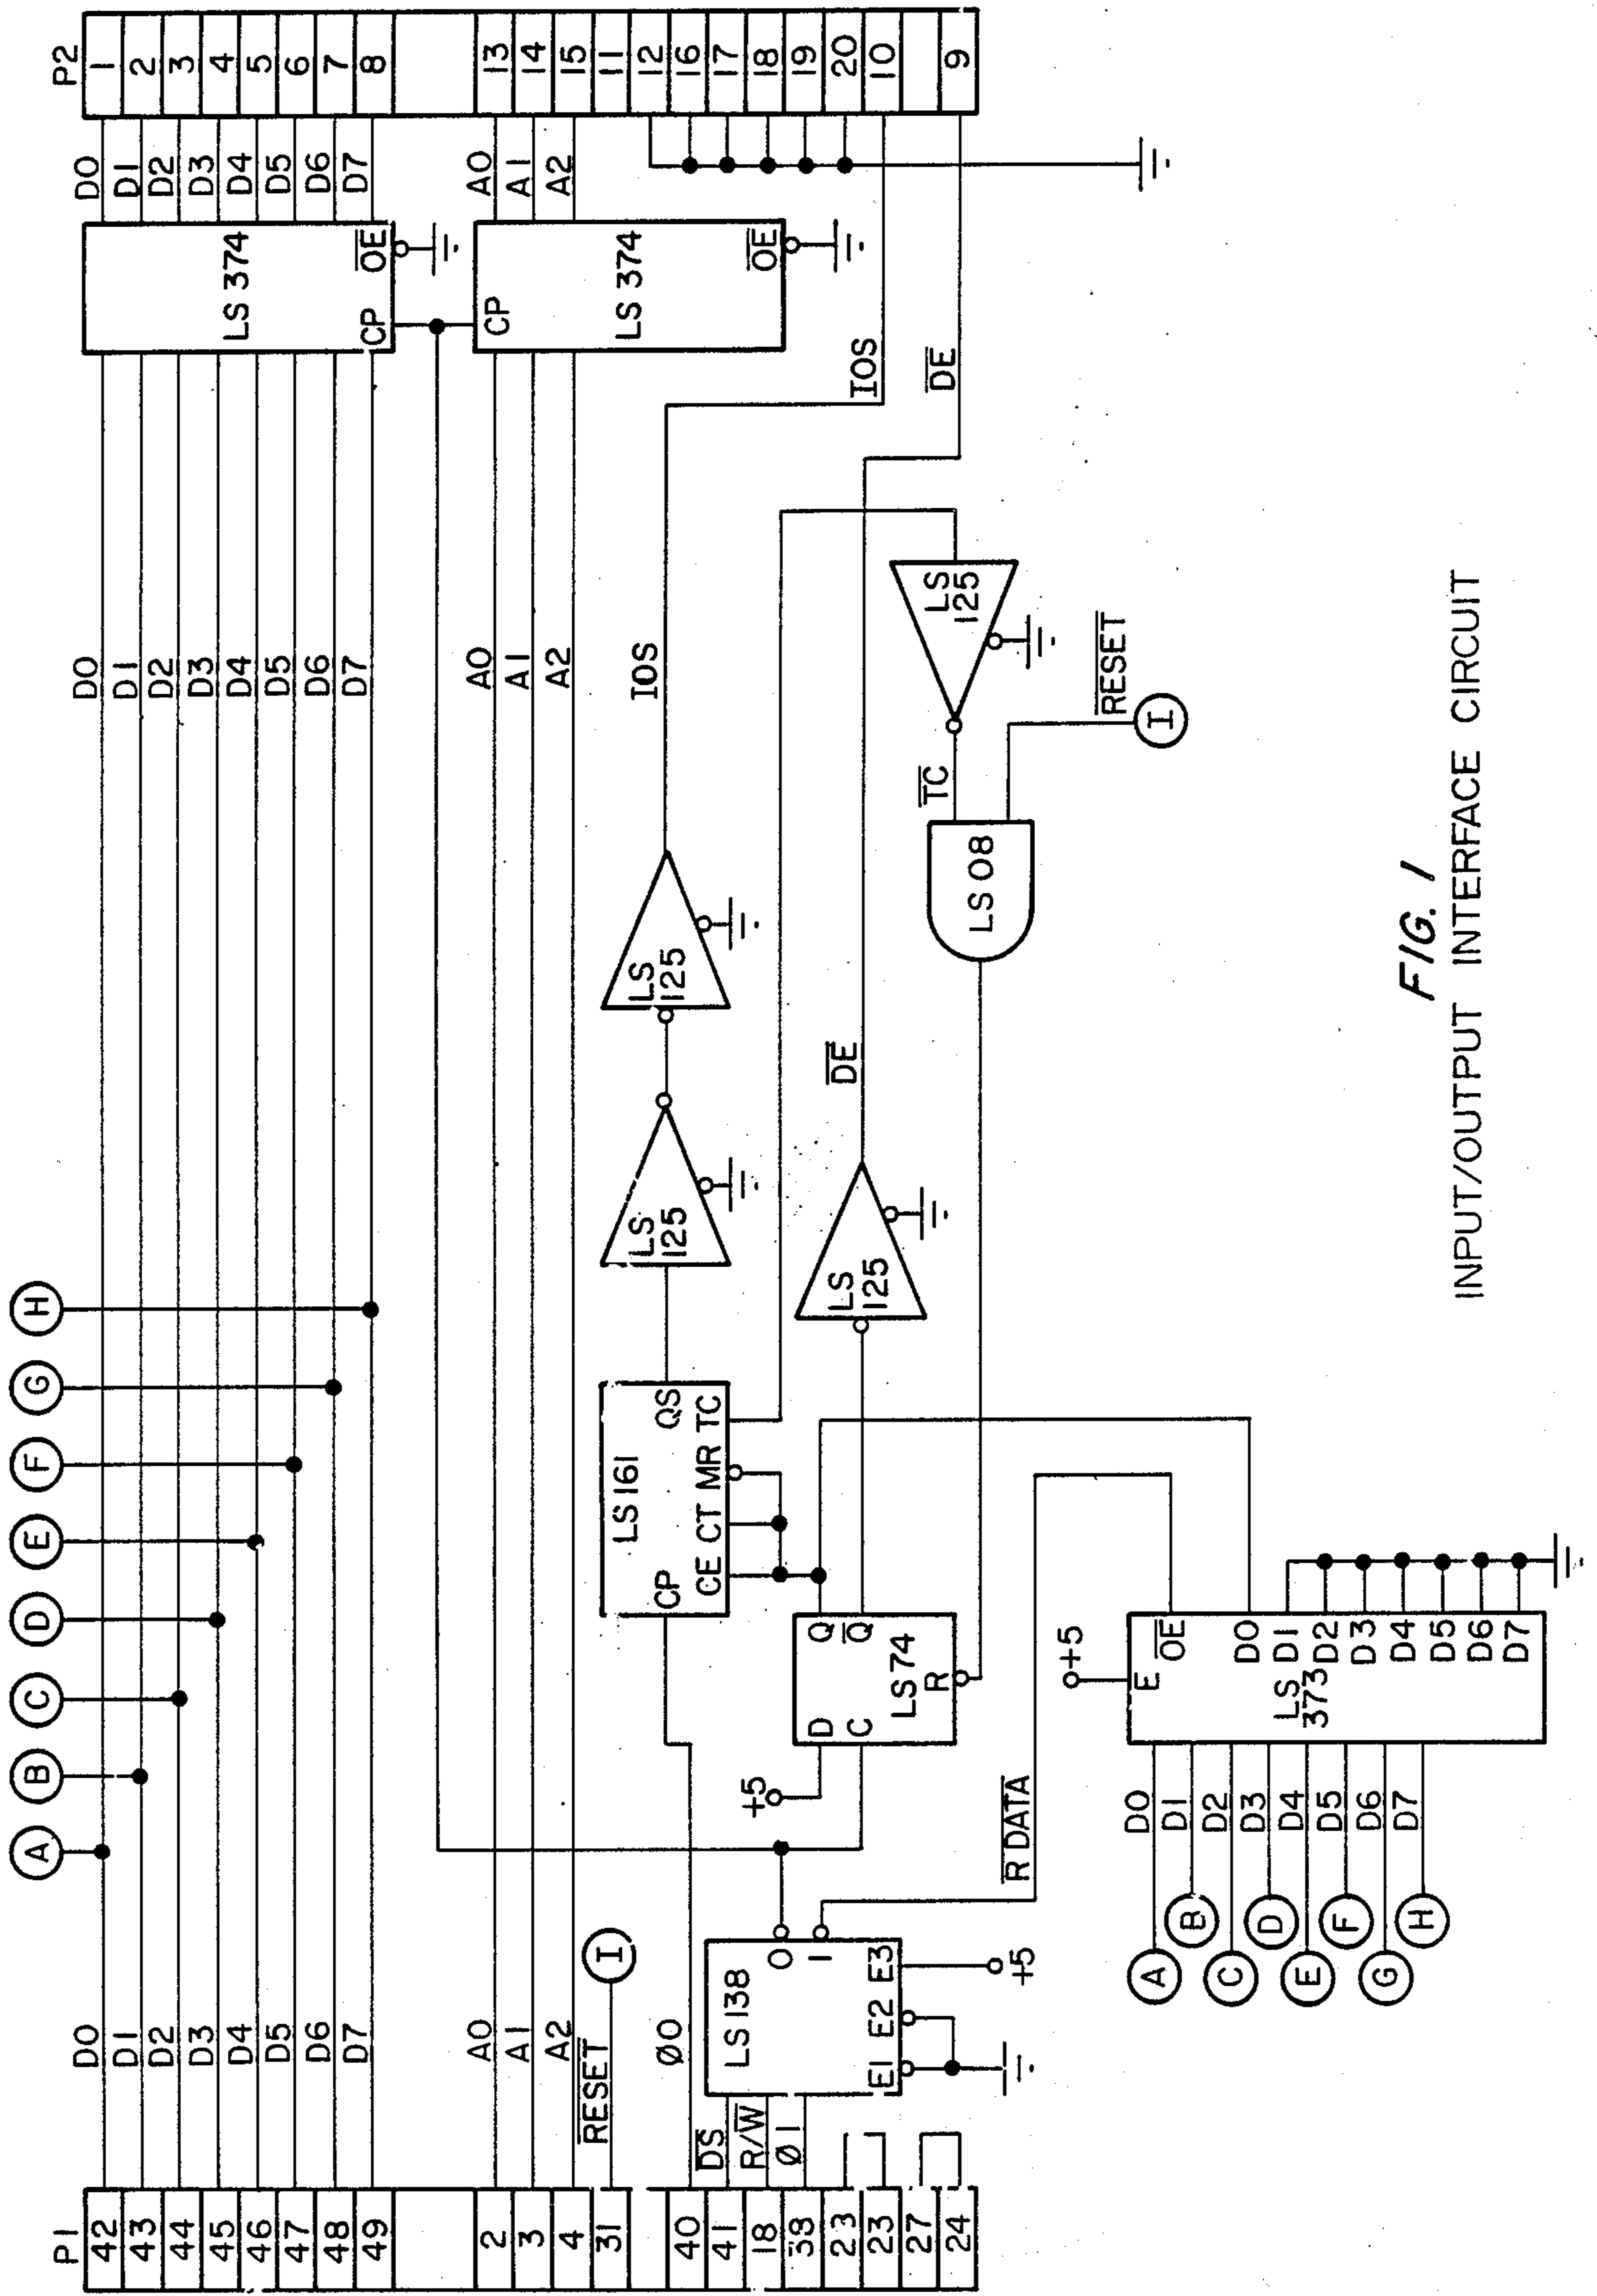 P1
42
43
44
45
46
47
48
49
2
3
4
31
40
41
18
38
23
23
27
24
D0
D1
D2
D3
D4
D5
D6
D7
A0
A1
A2
RESET
Ø0
DS
R/W
Ø1
I
A
B
C
D
E
F
G
H
LS 138
0
1
E1 E2 E3
+5
R DATA
+5
D
C
Q
Q
LS 74
R
LS 161
CP
QS
CE CT MR TC
LS
125
LS
125
LS
125
DE
LS 08
TC
RESET
I
LS
125
D0
D1
D2
D3
D4
D5
D6
D7
A0
A1
A2
IOS
IOS
DE
LS 374
CP
OE
LS 374
CP
OE
D0
D1
D2
D3
D4
D5
D6
D7
A0
A1
A2
P2
1
2
3
4
5
6
7
8
13
14
15
11
12
16
17
18
19
20
10
9
A
B
C
D
E
F
G
H
D0
D1
D2
D3
D4
D5
D6
D7
+5
E
OE
LS
373
D0
D1
D2
D3
D4
D5
D6
D7
FIG. 1
INPUT/OUTPUT INTERFACE CIRCUIT